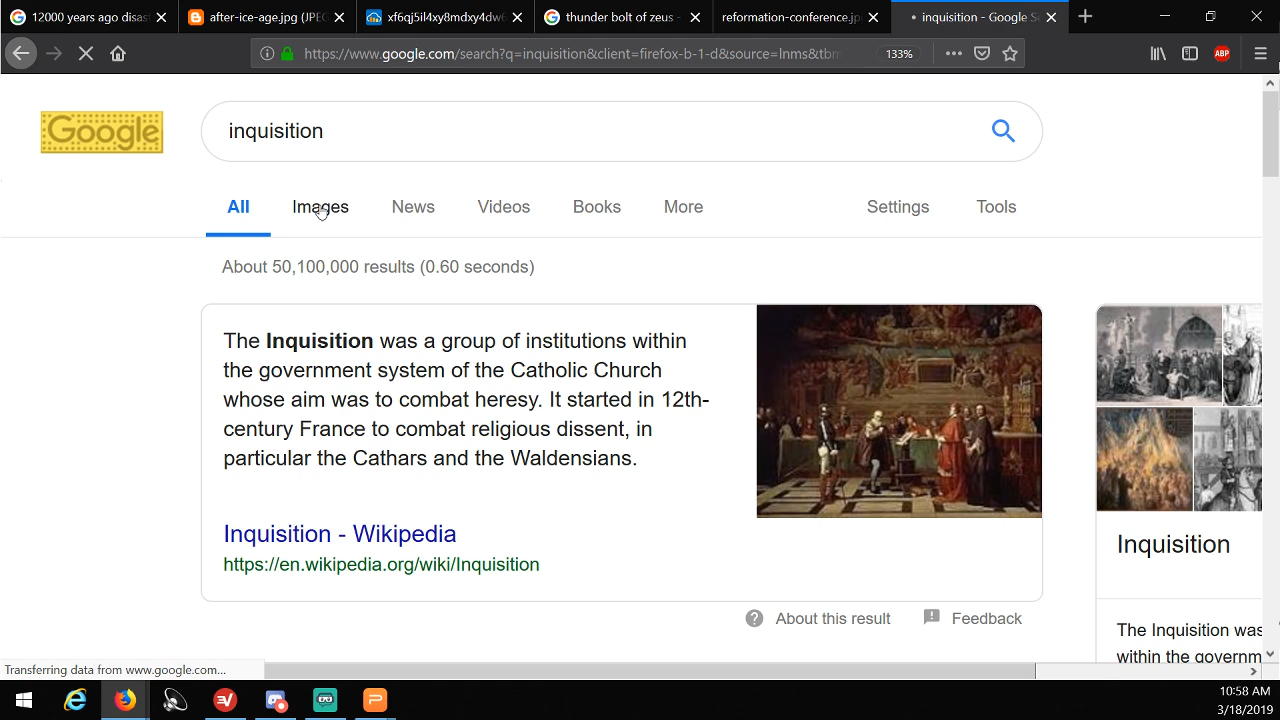 12000 years ago disast
after-ice-age.jpg (JPEG
xf6qj5il4xy8mdxy4dw6
thunder bolt of zeus -
reformation-conference.jp
inquisition - Google Se
https://www.google.com/search?q=inquisition&client=firefox-b-1-d&source=lnms&tbm
133%
ABP
Google
inquisition
All
Images
News
Videos
Books
More
Settings
Tools
About 50,100,000 results (0.60 seconds)
The Inquisition was a group of institutions within
the government system of the Catholic Church
whose aim was to combat heresy. It started in 12th-
century France to combat religious dissent, in
particular the Cathars and the Waldensians.
Inquisition - Wikipedia
https://en.wikipedia.org/wiki/Inquisition
About this result
Feedback
Inquisition
The Inquisition was
within the governm
Transferring data from www.google.com...
10:58 AM
3/18/2019